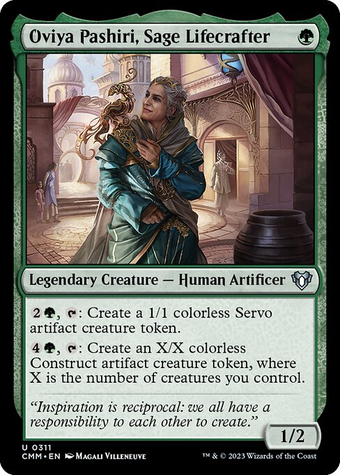 Oviya Pashiri, Sage Lifecrafter
Legendary Creature — Human Artificer
2, : Create a 1/1 colorless Servo
artifact creature token.
4, : Create an X/X colorless
Construct artifact creature token, where
X is the number of creatures you control.
“Inspiration is reciprocal: we all have a
responsibility to each other to create.”
1/2
U 0311
CMM • EN MAGALI VILLENEUVE
™ & © 2023 Wizards of the Coast